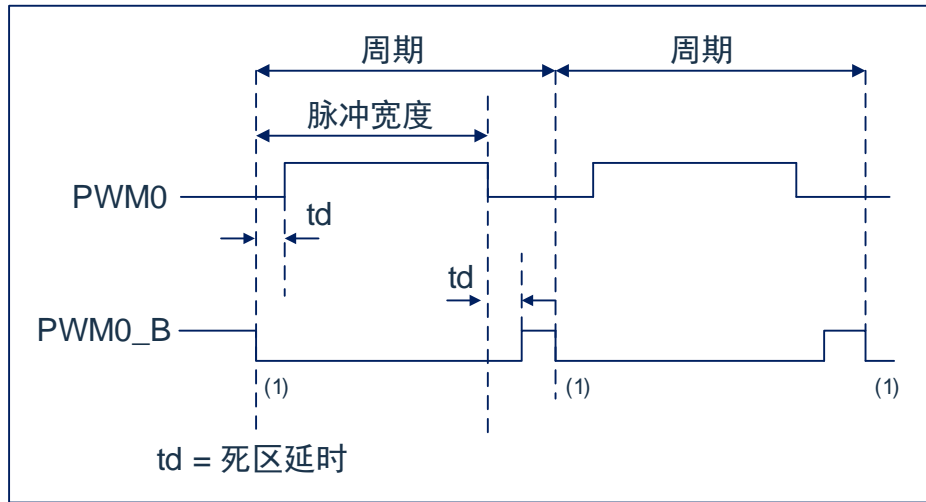 周期 周期
脉冲宽度
PWM0
td
td
PWM0_B
(1) (1) (1)
td = 死区延时